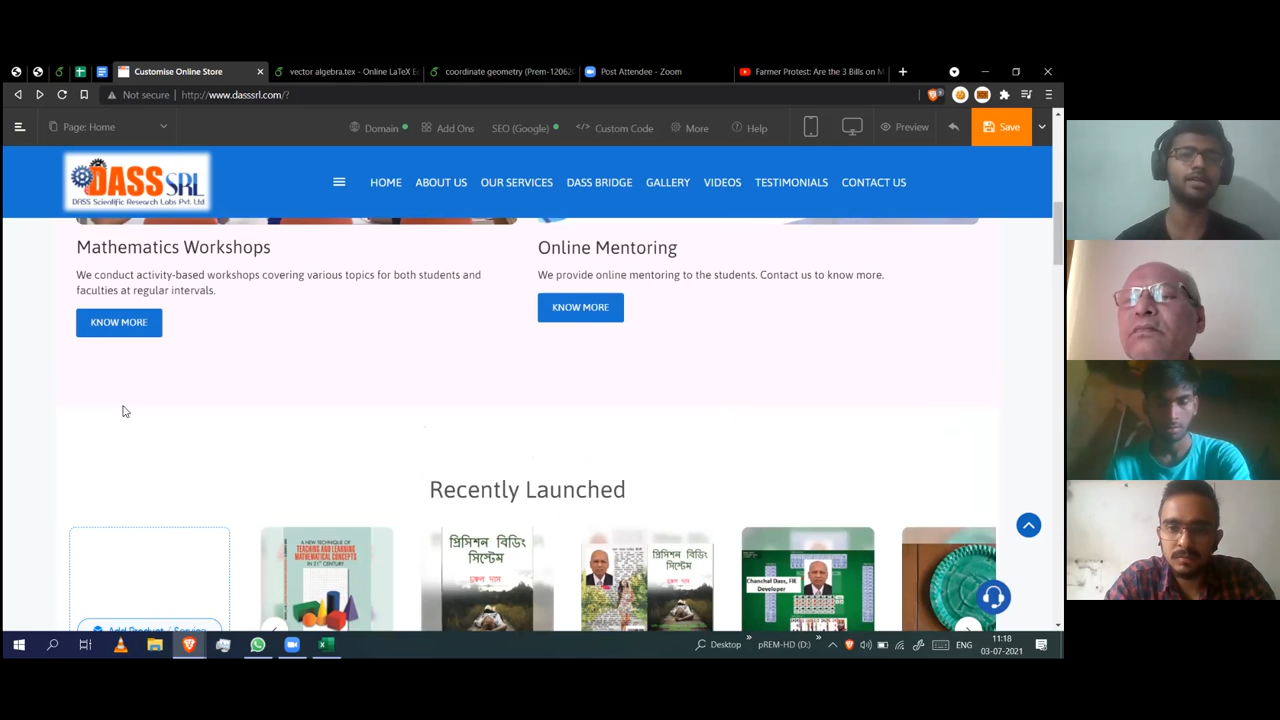 Customise Online Store
vector algebra.tex - Online LaTeX E
coordinate geometry (Prem-12062
Post Attendee - Zoom
Farmer Protest: Are the 3 Bills on M
Not secure
http://www.dasssrl.com/?
Page: Home
Domain
Add Ons
SEO (Google)
</> Custom Code
More
Help
Preview
Save
DASS SRL
DASS Scientific Research Labs Pvt. Ltd
HOME
ABOUT US
OUR SERVICES
DASS BRIDGE
GALLERY
VIDEOS
TESTIMONIALS
CONTACT US
Mathematics Workshops
We conduct activity-based workshops covering various topics for both students and
faculties at regular intervals.
KNOW MORE
Online Mentoring
We provide online mentoring to the students. Contact us to know more.
KNOW MORE
Recently Launched
Add Product / Service
A NEW TECHNIQUE OF
TEACHING AND LEARNING
MATHEMATICAL CONCEPTS
IN 21ST CENTURY
প্রিসিশন বিডিং
সিস্টেম
প্রিসিশন বিডিং
সিস্টেম
Chanchal Dass, FIE
Developer
Desktop
pREM-HD (D:)
ENG
11:18
03-07-2021